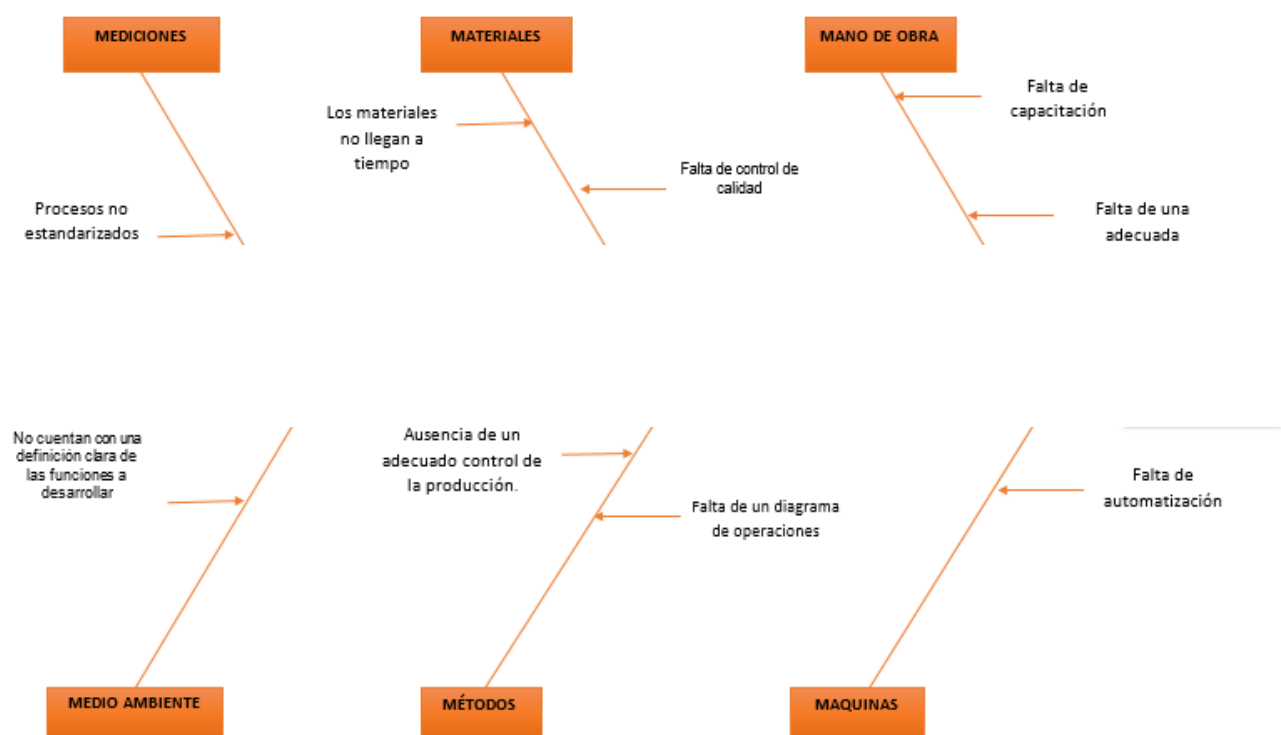 MEDICIONES
MATERIALES
MANO DE OBRA
Procesos no
estandarizados
Los materiales
no llegan a
tiempo
Falta de control de
calidad
Falta de
capacitación
Falta de una
adecuada
No cuentan con una
definición clara de
las funciones a
desarrollar
Ausencia de un
adecuado control de
la producción.
Falta de un diagrama
de operaciones
Falta de
automatización
MEDIO AMBIENTE
MÉTODOS
MAQUINAS